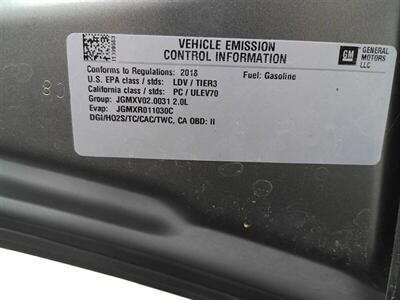 VEHICLE EMISSION
CONTROL INFORMATION
GM
GENERAL
MOTORS
LLC
Conforms to Regulations: 2018
Fuel: Gasoline
U.S. EPA class / stds: LDV / TIER3
California class / stds: PC / ULEV70
Group: JGMXV02.0031 2.0L
Evap: JGMXR011030C
DGI/HO2S/TC/CAC/TWC, CA OBD: II